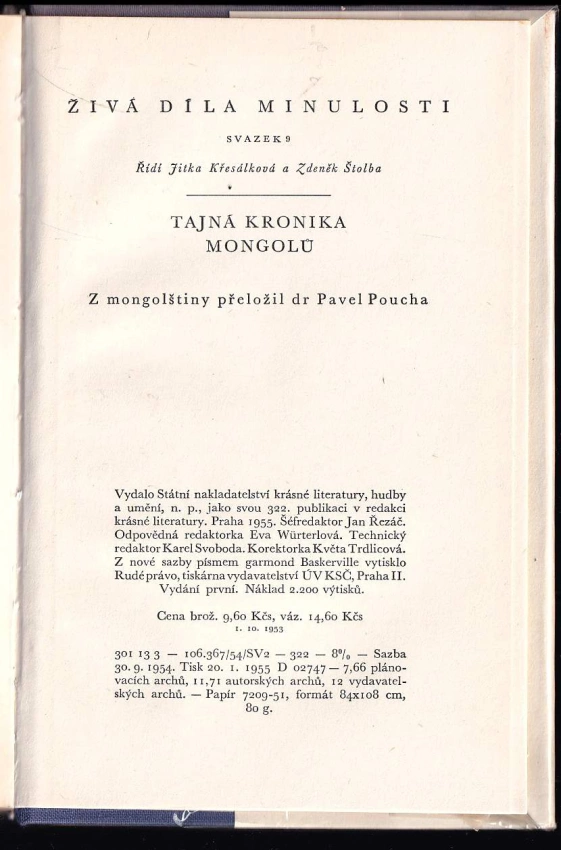 ŽIVÁ DÍLA MINULOSTI
SVAZEK 9
Řídí Jitka Křesálková a Zdeněk Štolba
TAJNÁ KRONIKA
MONGOLŮ
Z mongolštiny přeložil dr Pavel Poucha
Vydalo Státní nakladatelství krásné literatury, hudby
a umění, n. p., jako svou 322. publikaci v redakci
krásné literatury. Praha 1955. Šéfredaktor Jan Řezáč.
Odpovědná redaktorka Eva Würterlová. Technický
redaktor Karel Svoboda. Korektorka Květa Trdlicová.
Z nové sazby písmem garmond Baskerville vytisklo
Rudé právo, tiskárna vydavatelství ÚV KSČ, Praha II.
Vydání první. Náklad 2.200 výtisků.
Cena brož. 9,60 Kčs, váz. 14,60 Kčs
1. 10. 1953
301 13 3 — 106.367/54/SV2 — 322 — 8% — Sazba
30. 9. 1954. Tisk 20. 1. 1955 D 02747 — 7,66 pláno-
vacích archů, 11,71 autorských archů, 12 vydavatel-
ských archů. — Papír 7209-51, formát 84x108 cm,
80 g.